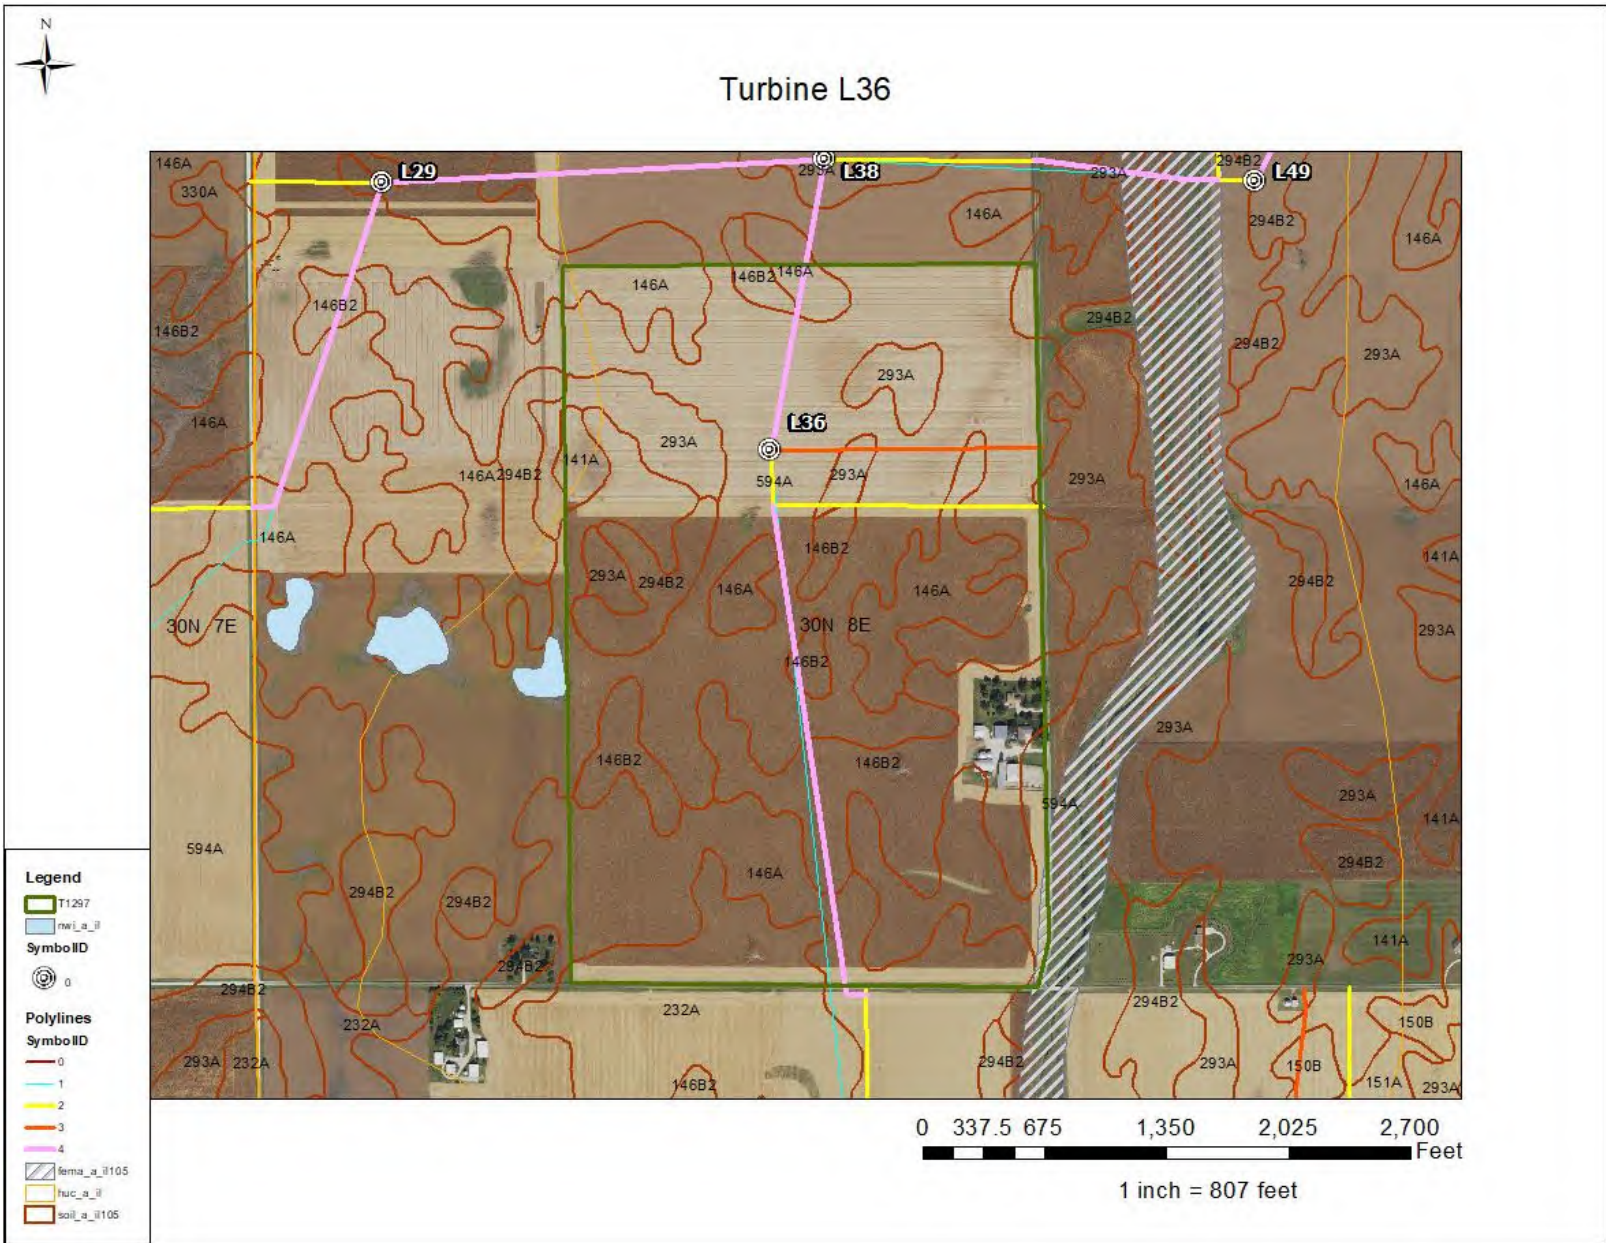 N
Turbine L36
146A
330A
L29
293A
L38
293A
294B2
L49
294B2
146A
146A
146A
146B2
146A
146B2
146B2
294B2
294B2
293A
293A
146A
L36
293A
141A
146A
294B2
594A
293A
293A
146A
146A
146B2
293A
294B2
146A
146A
294B2
141A
30N 7E
30N 8E
293A
146B2
293A
146B2
146B2
594A
293A
141A
594A
294B2
146A
294B2
294B2
141A
293A
294B2
294B2
232A
232A
294B2
150B
293A
232A
146B2
294B2
293A
150B
151A
293A
Legend
T1297
nwi_a_il
SymbolID
0
Polylines
SymbolID
0
1
2
3
4
fema_a_il105
huc_a_il
soil_a_il105
0 337.5 675 1,350 2,025 2,700
Feet
1 inch = 807 feet